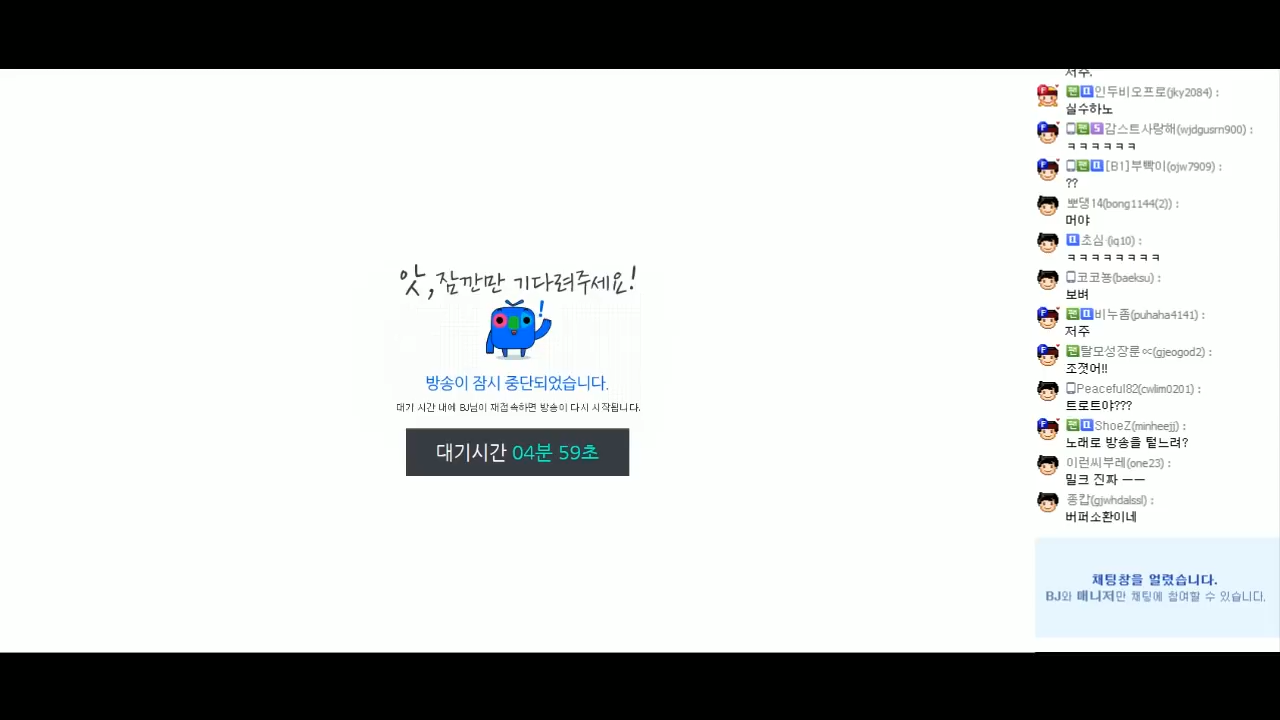 앗, 잠깐만 기다려주세요!
방송이 잠시 중단되었습니다.
대기 시간 내에 BJ님이 재접속하면 방송이 다시 시작됩니다.
대기시간 04분 59초
저주.
인두비오프로(jky2084) :
실수하노
갑스트사랑해(wjdgusrn900) :
ㅋㅋㅋㅋㅋㅋ
[B1]부빡이(ojw7909) :
??
뽀댕14(bong1144(2)) :
머야
초심·(iq10) :
ㅋㅋㅋㅋㅋㅋㅋㅋ
코코뇽(baeksu) :
보벼
비누좀(puhaha4141) :
저주
탈모성장룬∝(gjeogod2) :
조졋어!!
Peaceful82(cwlim0201) :
트로트야???
ShoeZ(minheejj) :
노래로 방송을 털느려?
이런씨부레(one23) :
밀크 진짜 ㅡㅡ
종캅(gjwhdalssl) :
버퍼소환이네
채팅창을 얼렸습니다.
BJ와 매니저만 채팅에 참여할 수 있습니다.